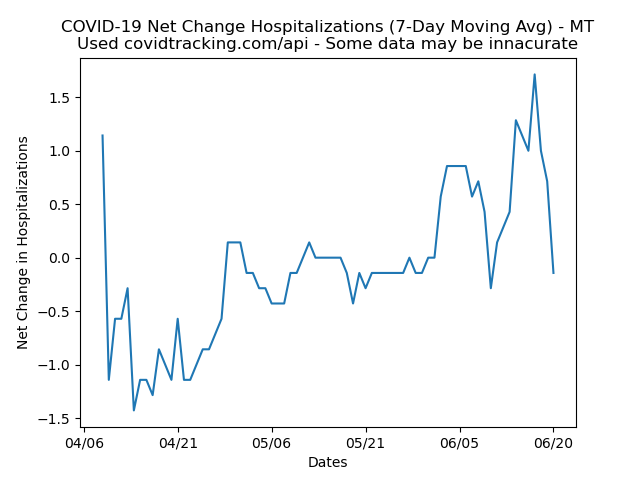 COVID-19 Net Change Hospitalizations (7-Day Moving Avg) - MT
Used covidtracking.com/api - Some data may be innacurate
Net Change in Hospitalizations
1.5
1.0
0.5
0.0
−0.5
−1.0
−1.5
04/06 04/21 05/06 05/21 06/05 06/20
Dates